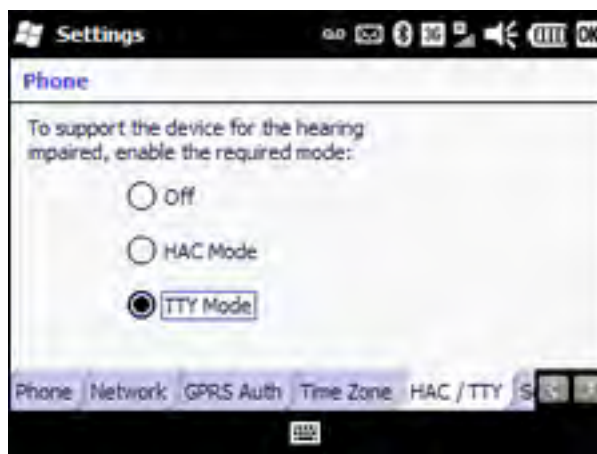 Settings
3G
OK
Phone
To support the device for the hearing
impaired, enable the required mode:
Off
HAC Mode
TTY Mode
Phone Network GPRS Auth Time Zone HAC / TTY S